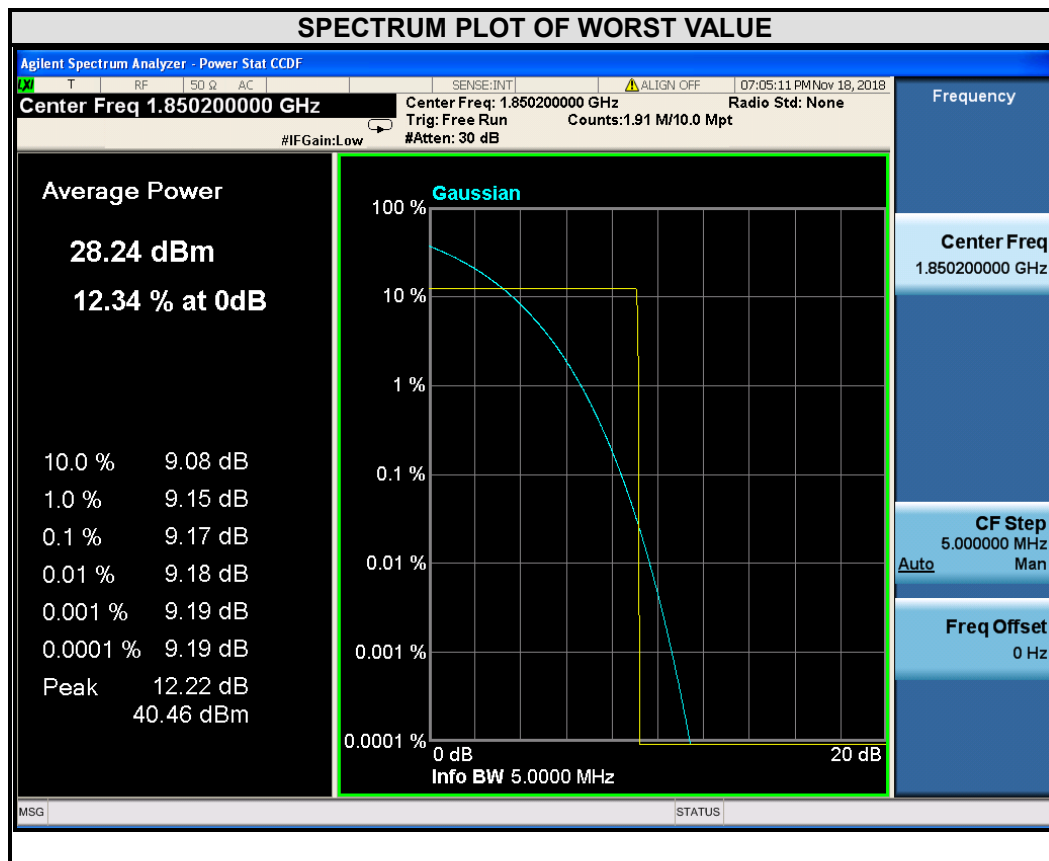 SPECTRUM PLOT OF WORST VALUE
Agilent Spectrum Analyzer - Power Stat CCDF
LXI T RF 50 Ω AC SENSE:INT ALIGN OFF 07:05:11 PM Nov 18, 2018
Center Freq 1.850200000 GHz
#IFGain:Low
Center Freq: 1.850200000 GHz Radio Std: None
Trig: Free Run Counts:1.91 M/10.0 Mpt
#Atten: 30 dB
Average Power
28.24 dBm
12.34 % at 0dB
10.0 % 9.08 dB
1.0 % 9.15 dB
0.1 % 9.17 dB
0.01 % 9.18 dB
0.001 % 9.19 dB
0.0001 % 9.19 dB
Peak 12.22 dB
40.46 dBm
Gaussian
100 %
10 %
1 %
0.1 %
0.01 %
0.001 %
0.0001 %
0 dB 20 dB
Info BW 5.0000 MHz
Frequency
Center Freq
1.850200000 GHz
CF Step
5.000000 MHz
Auto Man
Freq Offset
0 Hz
MSG STATUS